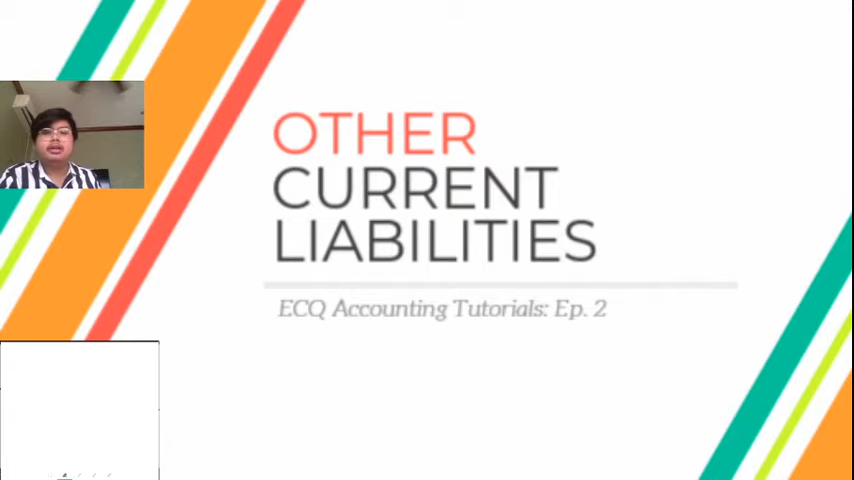 OTHER
CURRENT
LIABILITIES
ECQ Accounting Tutorials: Ep. 2